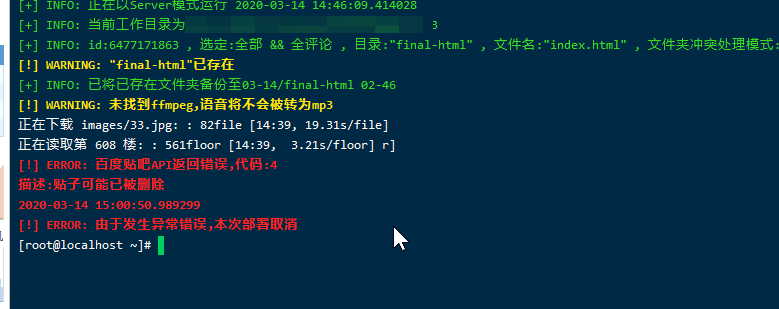 [+] INFO: 正在以Server模式运行 2020-03-14 14:46:09.414028
[+] INFO: 当前工作目录为 3
[+] INFO: id:6477171863 , 选定:全部 && 全评论 , 目录:"final-html" , 文件名:"index.html" , 文件夹冲突处理模式:
[!] WARNING: "final-html"已存在
[+] INFO: 已将已存在文件夹备份至03-14/final-html 02-46
[!] WARNING: 未找到ffmpeg,语音将不会被转为mp3
正在下载 images/33.jpg: : 82file [14:39, 19.31s/file]
正在读取第 608 楼: : 561floor [14:39,  3.21s/floor] r]
[!] ERROR: 百度贴吧API返回错误,代码:4
描述:贴子可能已被删除
2020-03-14 15:00:50.989299
[!] ERROR: 由于发生异常错误,本次部署取消
[root@localhost ~]#